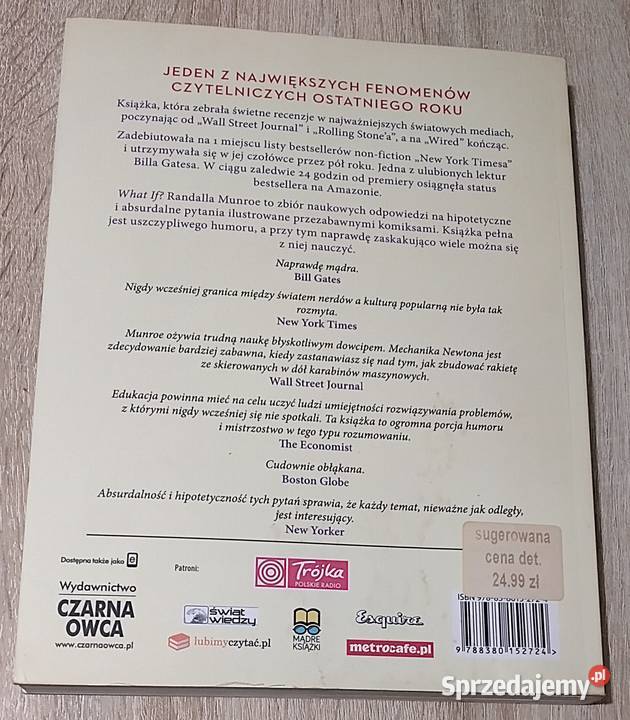 JEDEN Z NAJWIĘKSZYCH FENOMENÓW
CZYTELNICZYCH OSTATNIEGO ROKU
Książka, która zebrała świetne recenzje w najważniejszych światowych mediach,
poczynając od „Wall Street Journal” i „Rolling Stone’a”, a na „Wired” kończąc.
Zadebiutowała na 1 miejscu listy bestsellerów non-fiction „New York Timesa”
i utrzymywała się w jej czołówce przez pół roku. Jedna z ulubionych lektur
Billa Gatesa. W ciągu zaledwie 24 godzin od premiery osiągnęła status
bestsellera na Amazonie.
What If? Randalla Munroe to zbiór naukowych odpowiedzi na hipotetyczne
i absurdalne pytania ilustrowane przezabawnymi komiksami. Książka pełna
jest uszczypliwego humoru, a przy tym naprawdę zaskakująco wiele można się
z niej nauczyć.
Naprawdę mądra.
Bill Gates
Nigdy wcześniej granica między światem nerdów a kulturą popularną nie była tak
rozmyta.
New York Times
Munroe ożywia trudną naukę błyskotliwym dowcipem. Mechanika Newtona jest
zdecydowanie bardziej zabawna, kiedy zastanawiasz się nad tym, jak zbudować rakietę
ze skierowanych w dół karabinów maszynowych.
Wall Street Journal
Edukacja powinna mieć na celu uczyć ludzi umiejętności rozwiązywania problemów,
z którymi nigdy wcześniej się nie spotkali. Ta książka to ogromna porcja humoru
i mistrzostwo w tego typu rozumowaniu.
The Economist
Cudownie obłąkana.
Boston Globe
Absurdalność i hipotetyczność tych pytań sprawia, że każdy temat, nieważne jak odległy,
jest interesujący.
New Yorker
sugerowana
cena det.
24.99 zł
Dostępna także jako e
Patroni:
Trójka
POLSKIE RADIO
Wydawnictwo
CZARNA
OWCA
www.czarnaowca.pl
świat
wiedzy
lubimyczytać.pl
MĄDRE
KSIĄŻKI
Esquire
metrocafe.pl
9788380152724
Sprzedajemy.pl